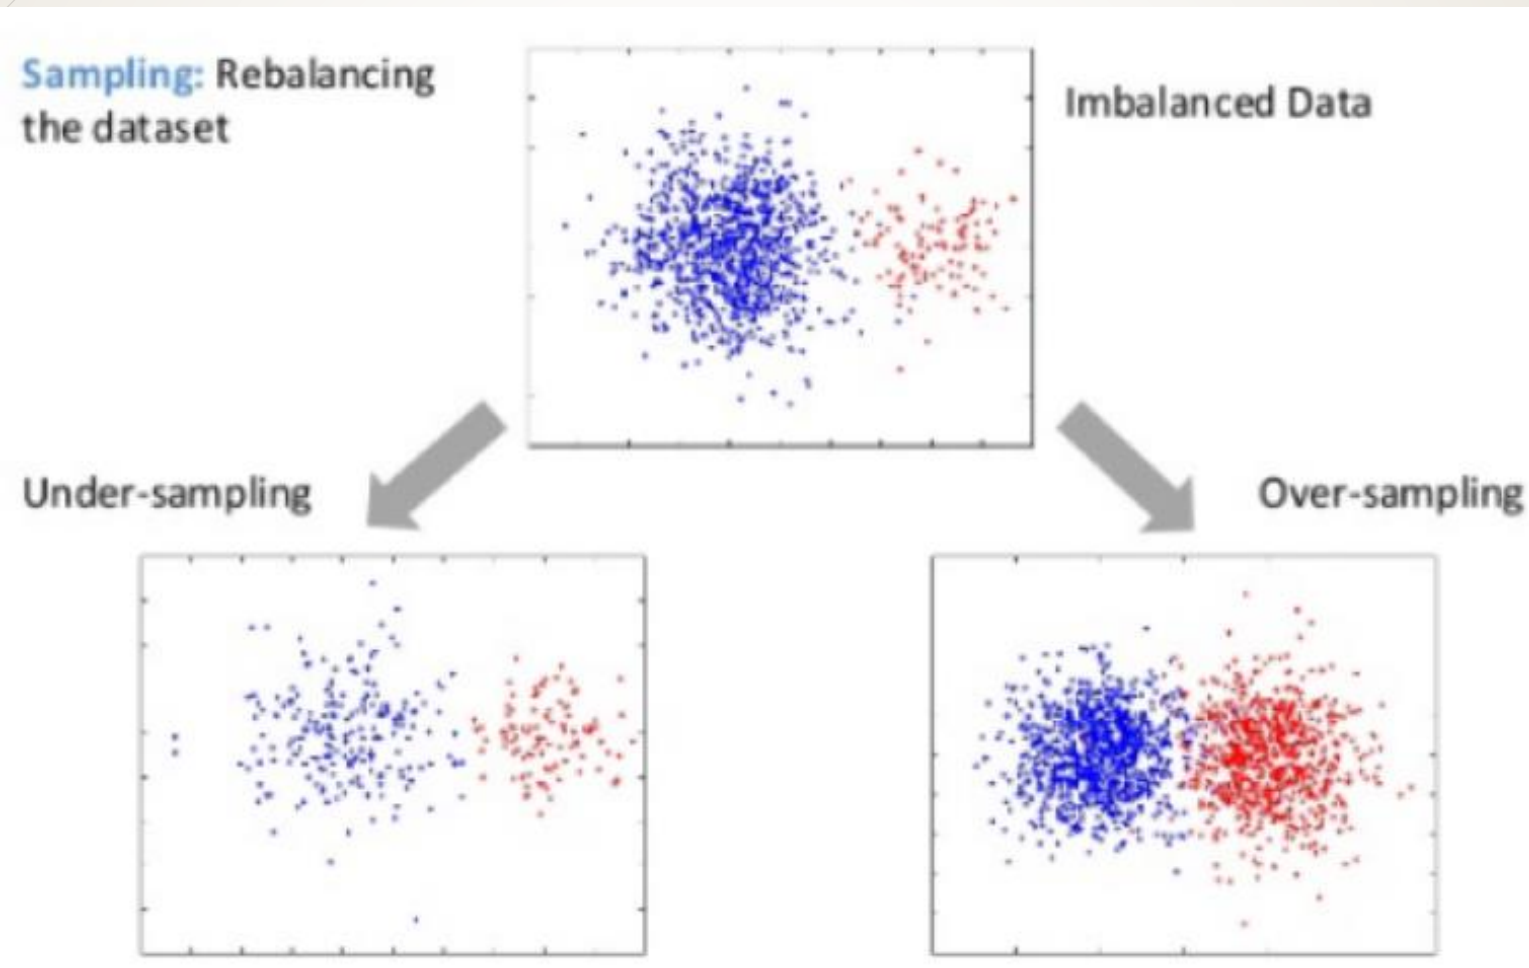 Sampling: Rebalancing
the dataset
Imbalanced Data
Under-sampling
Over-sampling